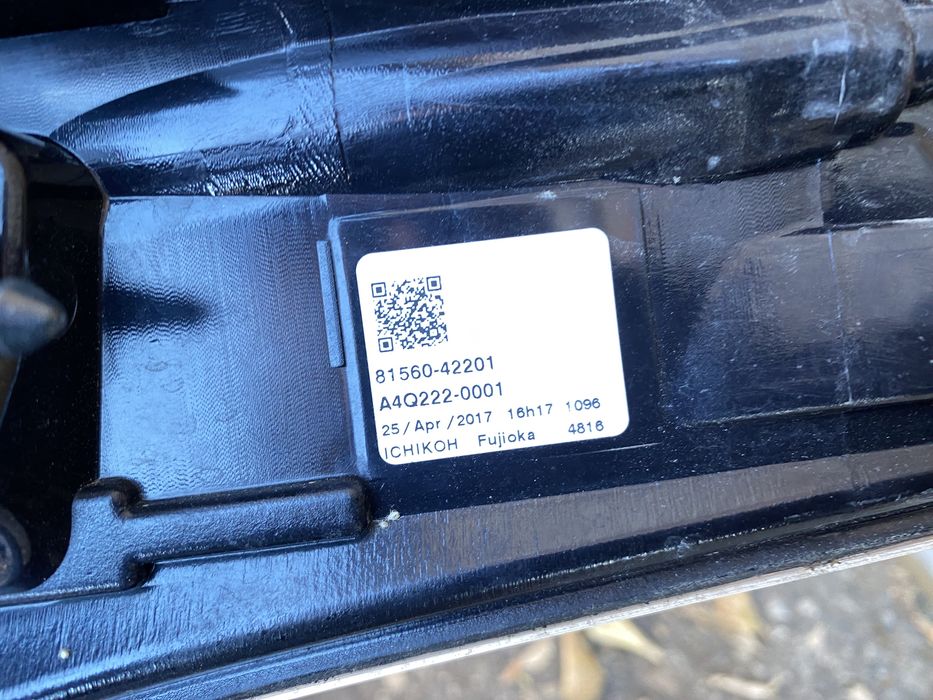 81560-42201
A4Q222-0001
25/Apr/2017 16h17 1096
ICHIKOH Fujioka 4816